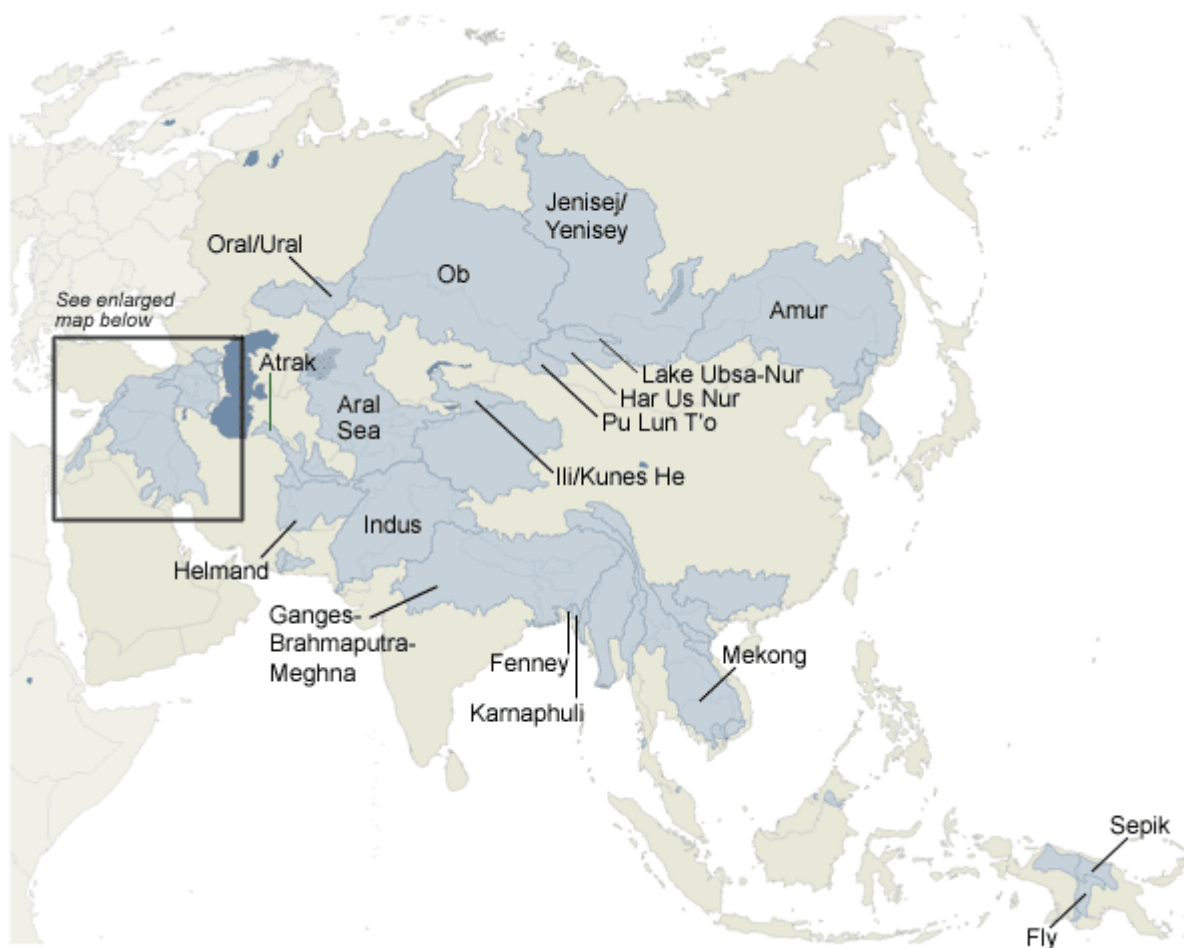 Jenisej/
Yenisey
Oral/Ural
Ob
See enlarged
map below
Amur
Atrak
Lake Ubsa-Nur
Har Us Nur
Aral
Sea
Pu Lun T'o
Ili/Kunes He
Indus
Helmand
Ganges-
Brahmaputra-
Meghna
Fenney
Mekong
Karnaphuli
Sepik
Fly